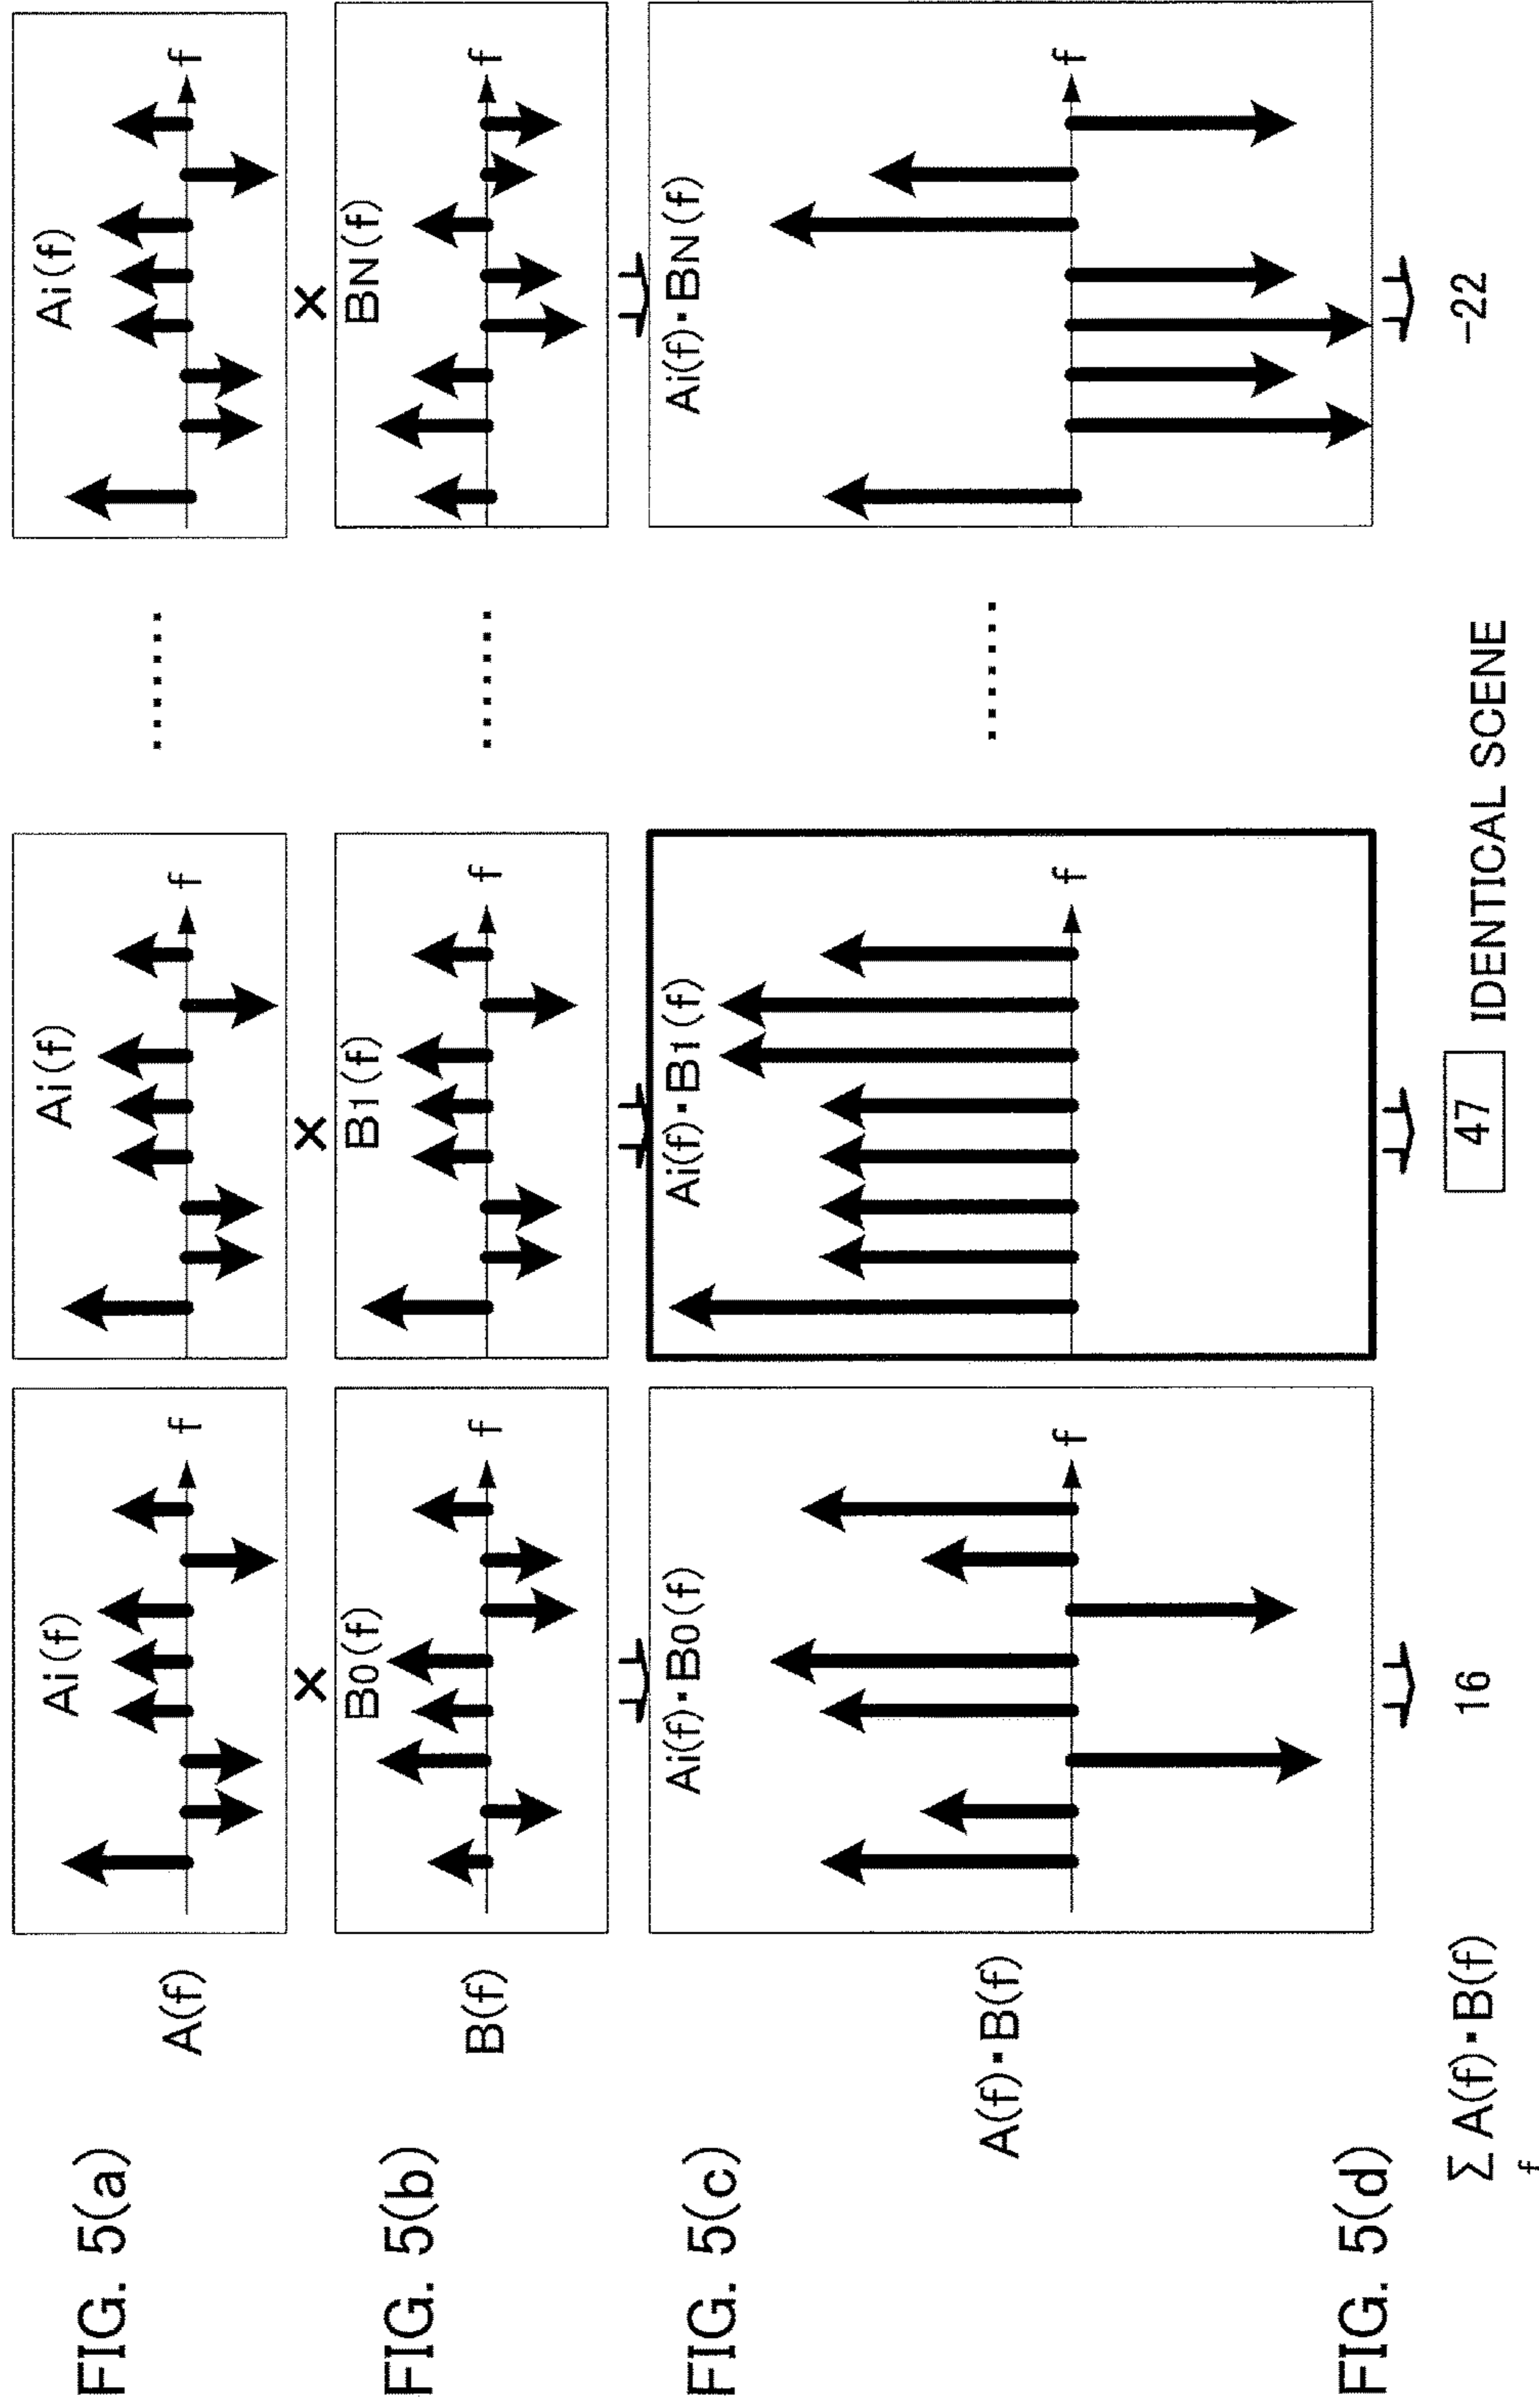 FIG. 5(a)
A(f)
Ai(f)
f
Ai(f)
f
.......
Ai(f)
f
×
×
×
FIG. 5(b)
B(f)
B0(f)
f
B1(f)
f
.......
BN(f)
f
FIG. 5(c)
A(f)▪B(f)
Ai(f)▪B0(f)
f
Ai(f)▪B1(f)
f
.......
Ai(f)▪BN(f)
f
FIG. 5(d)
Σ A(f)▪B(f)
f
16
47
IDENTICAL SCENE
-22